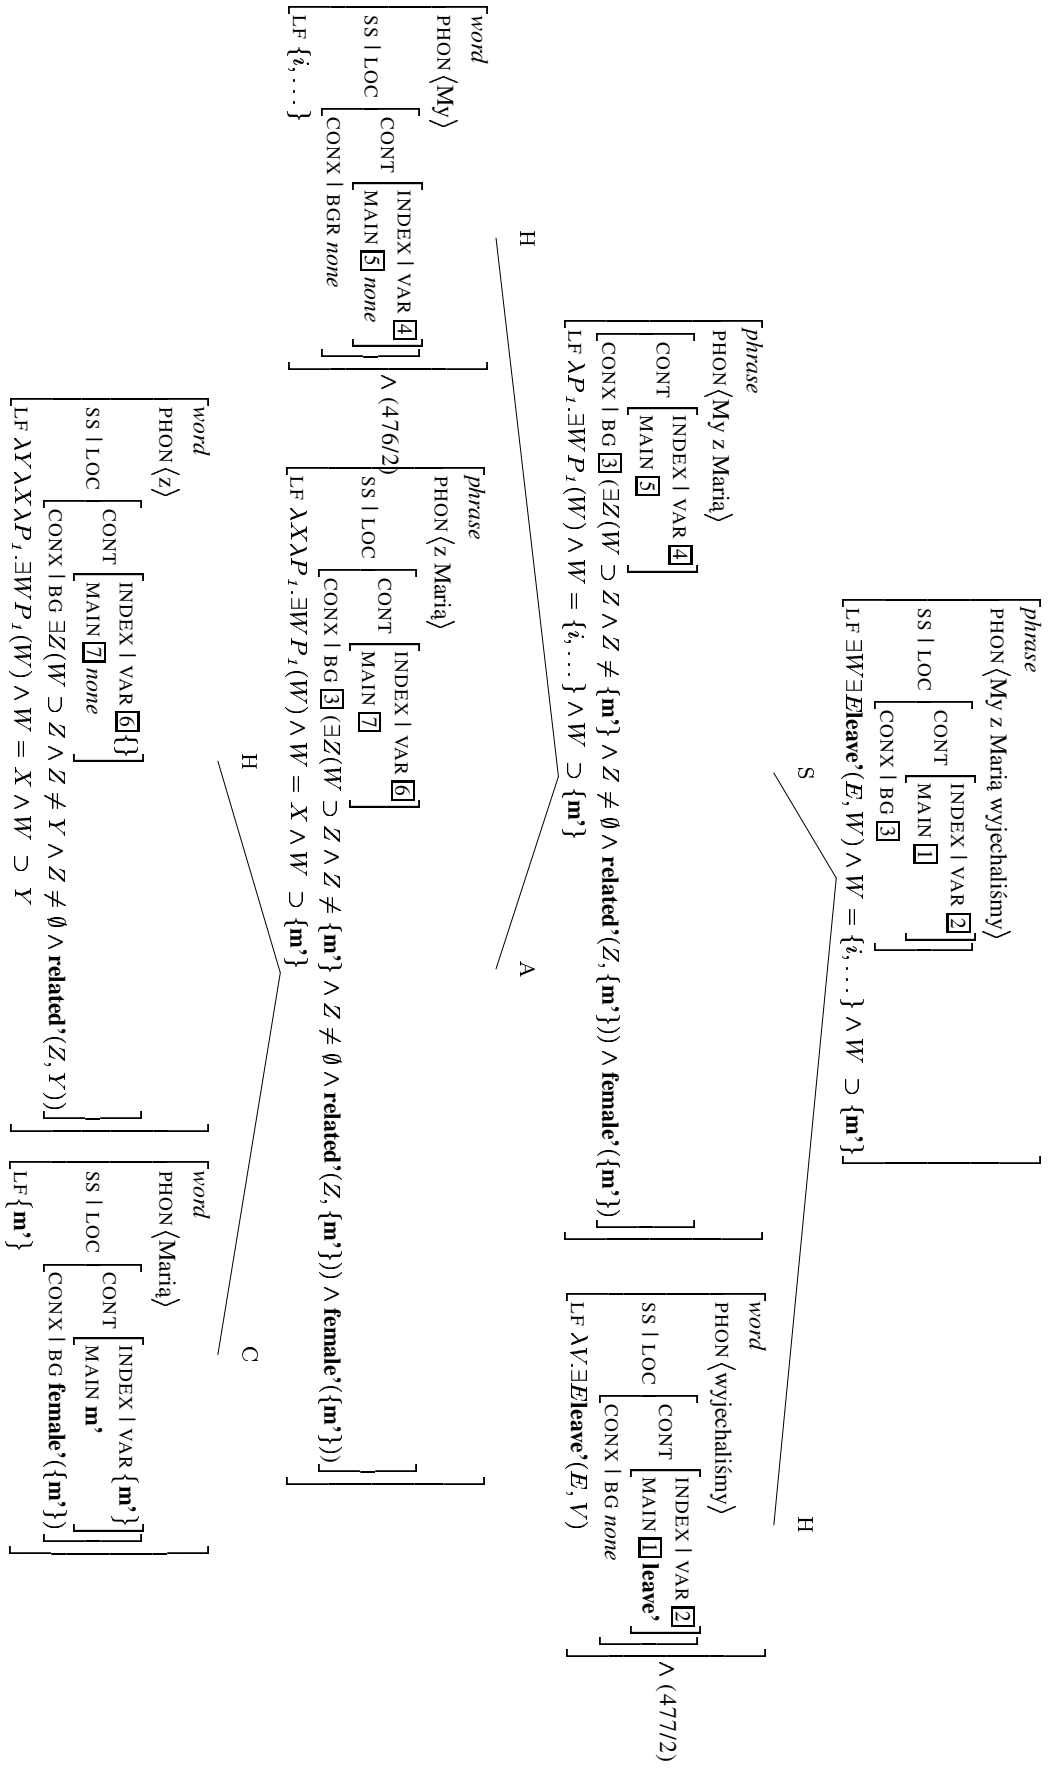 phrase
PHON ⟨My z Marią wyjechaliśmy⟩
SS | LOC
CONT
INDEX | VAR 2
MAIN 1
CONX | BG 3
LF ∃W∃Eleave’(E, W) ∧ W = {i, … } ∧ W ⊃ {m’}
S
H
phrase
PHON ⟨My z Marią⟩
CONT
INDEX | VAR 4
MAIN 5
CONX | BG 3 (∃Z(W ⊃ Z ∧ Z ≠ {m’} ∧ Z ≠ ∅ ∧ related’(Z, {m’})) ∧ female’({m’})
LF λP₁.∃W P₁(W) ∧ W = {i, … } ∧ W ⊃ {m’}
word
PHON ⟨wyjechaliśmy⟩
SS | LOC
CONT
INDEX | VAR 2
MAIN 1 leave’
CONX | BG none
LF λV.∃Eleave’(E, V)
∧ (477/2)
H
A
word
PHON ⟨My⟩
SS | LOC
CONT
INDEX | VAR 4
MAIN 5 none
CONX | BGR none
LF {i, … . }
∧ (476/2)
phrase
PHON ⟨z Marią⟩
SS | LOC
CONT
INDEX | VAR 6
MAIN 7
CONX | BG 3 (∃Z(W ⊃ Z ∧ Z ≠ {m’} ∧ Z ≠ ∅ ∧ related’(Z, {m’})) ∧ female’({m’}))
LF λXλP₁.∃W P₁(W) ∧ W = X ∧ W ⊃ {m’}
H
C
word
PHON ⟨z⟩
SS | LOC
CONT
INDEX | VAR 6 {}
MAIN 7 none
CONX | BG ∃Z(W ⊃ Z ∧ Z ≠ Y ∧ Z ≠ ∅ ∧ related’(Z, Y))
LF λYλXλP₁.∃W P₁(W) ∧ W = X ∧ W ⊃ Y
word
PHON ⟨Marią⟩
SS | LOC
CONT
INDEX | VAR {m’}
MAIN m’
CONX | BG female’({m’})
LF {m’}